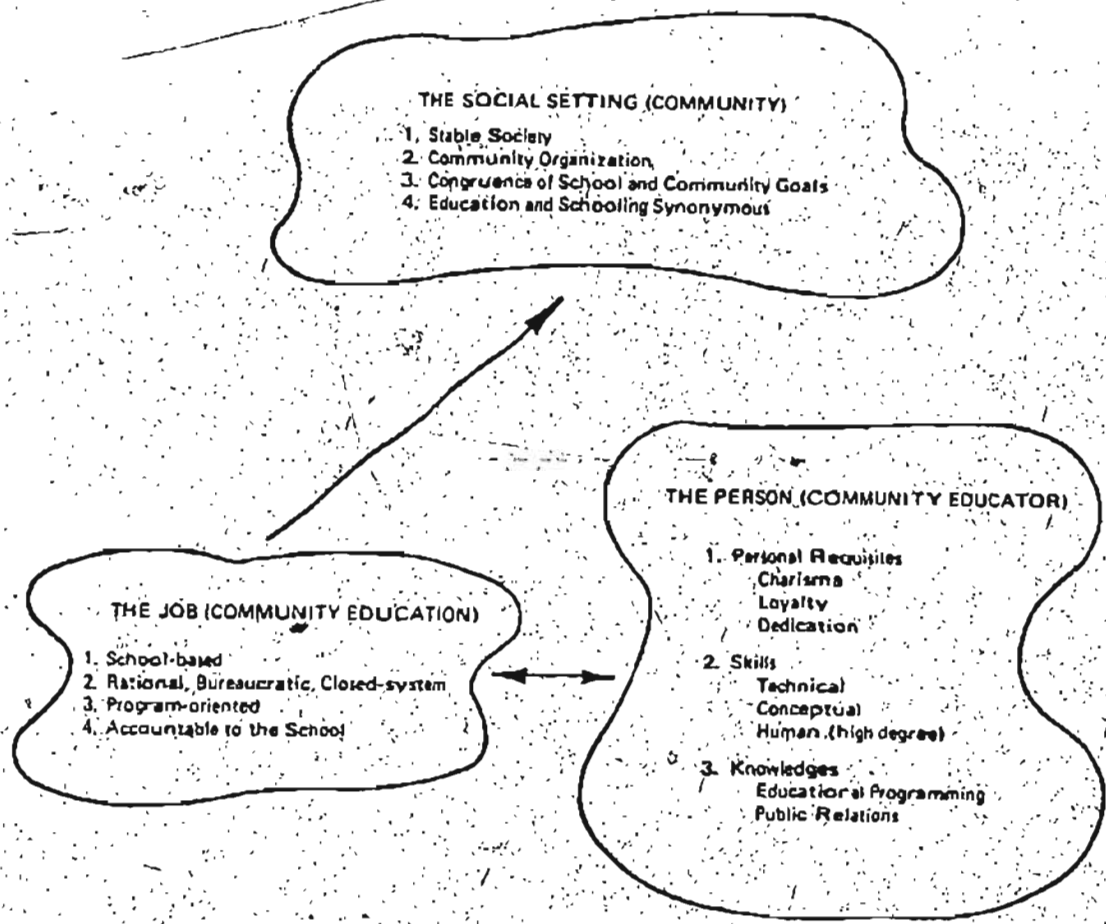 THE SOCIAL SETTING (COMMUNITY)
1. Stable Society
2. Community Organization
3. Congruence of School and Community Goals
4. Education and Schooling Synonymous
THE PERSON (COMMUNITY EDUCATOR)
1. Personal Requisites
Charisma
Loyalty
Dedication
2. Skills
Technical
Conceptual
Human (high degree)
3. Knowledges
Educational Programming
Public Relations
THE JOB (COMMUNITY EDUCATION)
1. School-based
2. Rational, Bureaucratic, Closed-system
3. Program-oriented
4. Accountable to the School